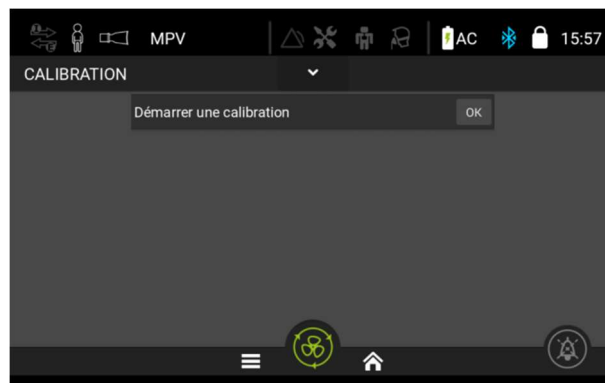 MPV
AC
15:57
CALIBRATION
Démarrer une calibration
OK